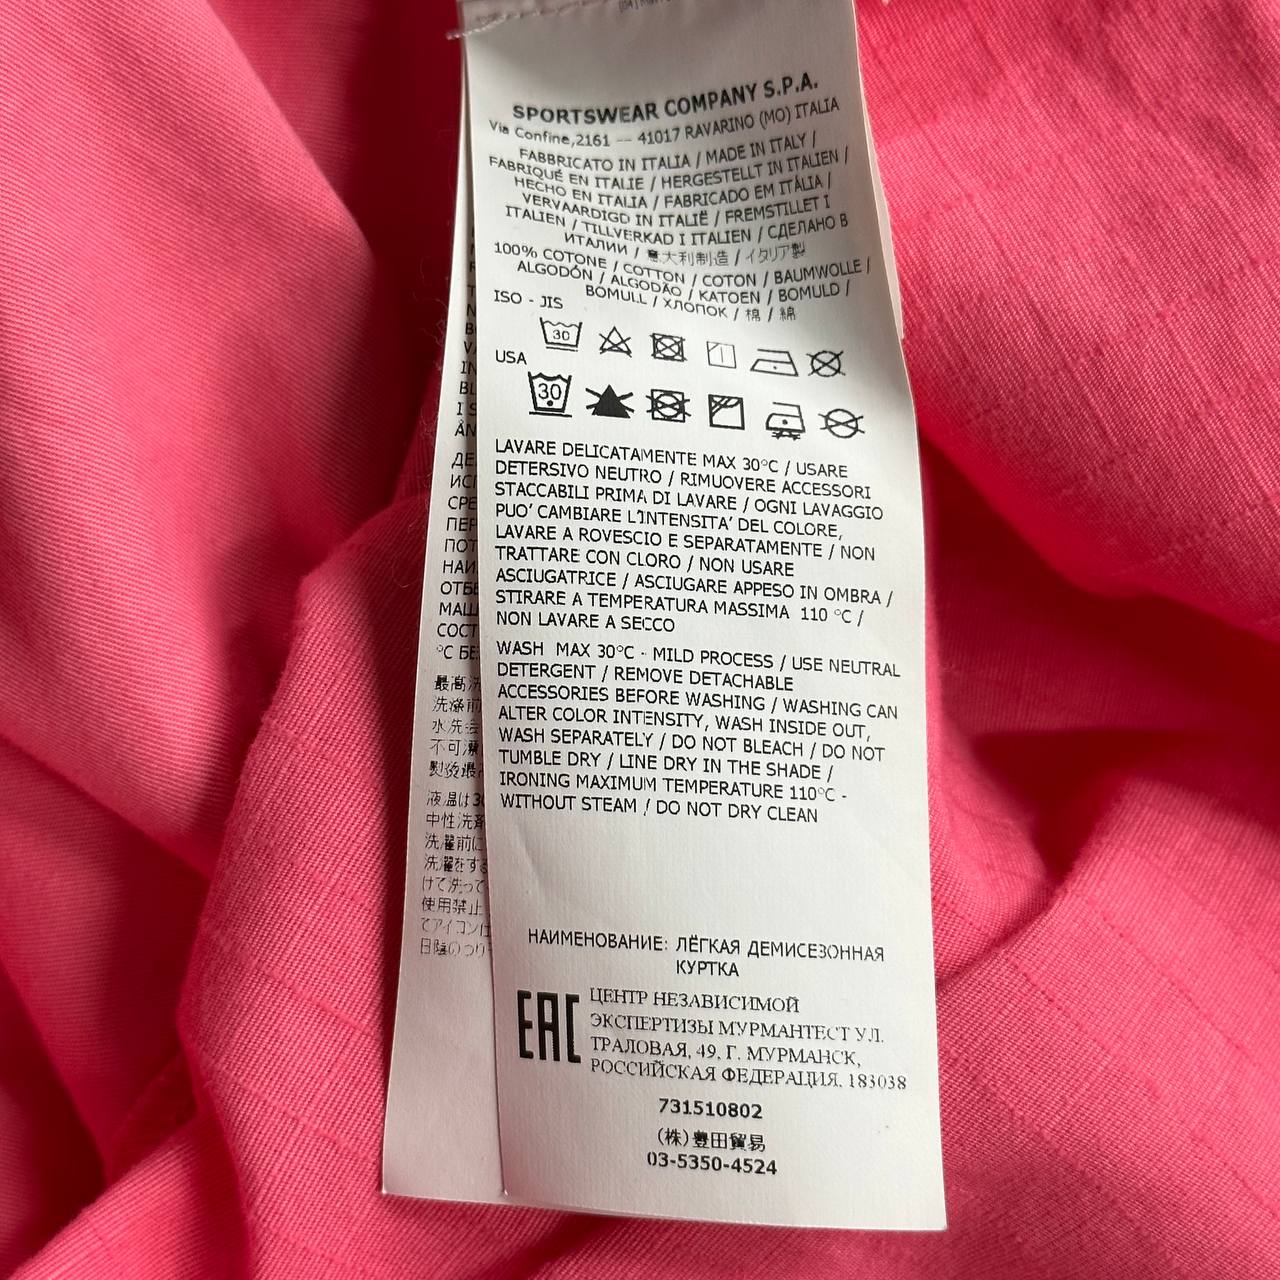 SPORTSWEAR COMPANY S.P.A.
Via Confine,2161 -- 41017 RAVARINO (MO) ITALIA
FABBRICATO IN ITALIA / MADE IN ITALY /
FABRIQUÉ EN ITALIE / HERGESTELLT IN ITALIEN /
HECHO EN ITALIA / FABRICADO EM ITÁLIA /
VERVAARDIGD IN ITALIË / FREMSTILLET I
ITALIEN / TILLVERKAD I ITALIEN / СДЕЛАНО В
ИТАЛИИ / 意大利制造 / イタリア製
100% COTONE / COTTON / COTON / BAUMWOLLE /
ALGODÓN / ALGODÃO / KATOEN / BOMULD /
BOMULL / ХЛОПОК / 棉 / 綿
ISO - JIS
30
USA
30
LAVARE DELICATAMENTE MAX 30°C / USARE
DETERSIVO NEUTRO / RIMUOVERE ACCESSORI
STACCABILI PRIMA DI LAVARE / OGNI LAVAGGIO
PUO' CAMBIARE L'INTENSITA' DEL COLORE,
LAVARE A ROVESCIO E SEPARATAMENTE / NON
TRATTARE CON CLORO / NON USARE
ASCIUGATRICE / ASCIUGARE APPESO IN OMBRA /
STIRARE A TEMPERATURA MASSIMA 110 °C /
NON LAVARE A SECCO
WASH MAX 30°C - MILD PROCESS / USE NEUTRAL
DETERGENT / REMOVE DETACHABLE
ACCESSORIES BEFORE WASHING / WASHING CAN
ALTER COLOR INTENSITY, WASH INSIDE OUT,
WASH SEPARATELY / DO NOT BLEACH / DO NOT
TUMBLE DRY / LINE DRY IN THE SHADE /
IRONING MAXIMUM TEMPERATURE 110°C -
WITHOUT STEAM / DO NOT DRY CLEAN
НАИМЕНОВАНИЕ: ЛЁГКАЯ ДЕМИСЕЗОННАЯ
КУРТКА
EAC
ЦЕНТР НЕЗАВИСИМОЙ
ЭКСПЕРТИЗЫ МУРМАНТЕСТ УЛ.
ТРАЛОВАЯ, 49, Г. МУРМАНСК,
РОССИЙСКАЯ ФЕДЕРАЦИЯ, 183038
731510802
(株)豊田貿易
03-5350-4524